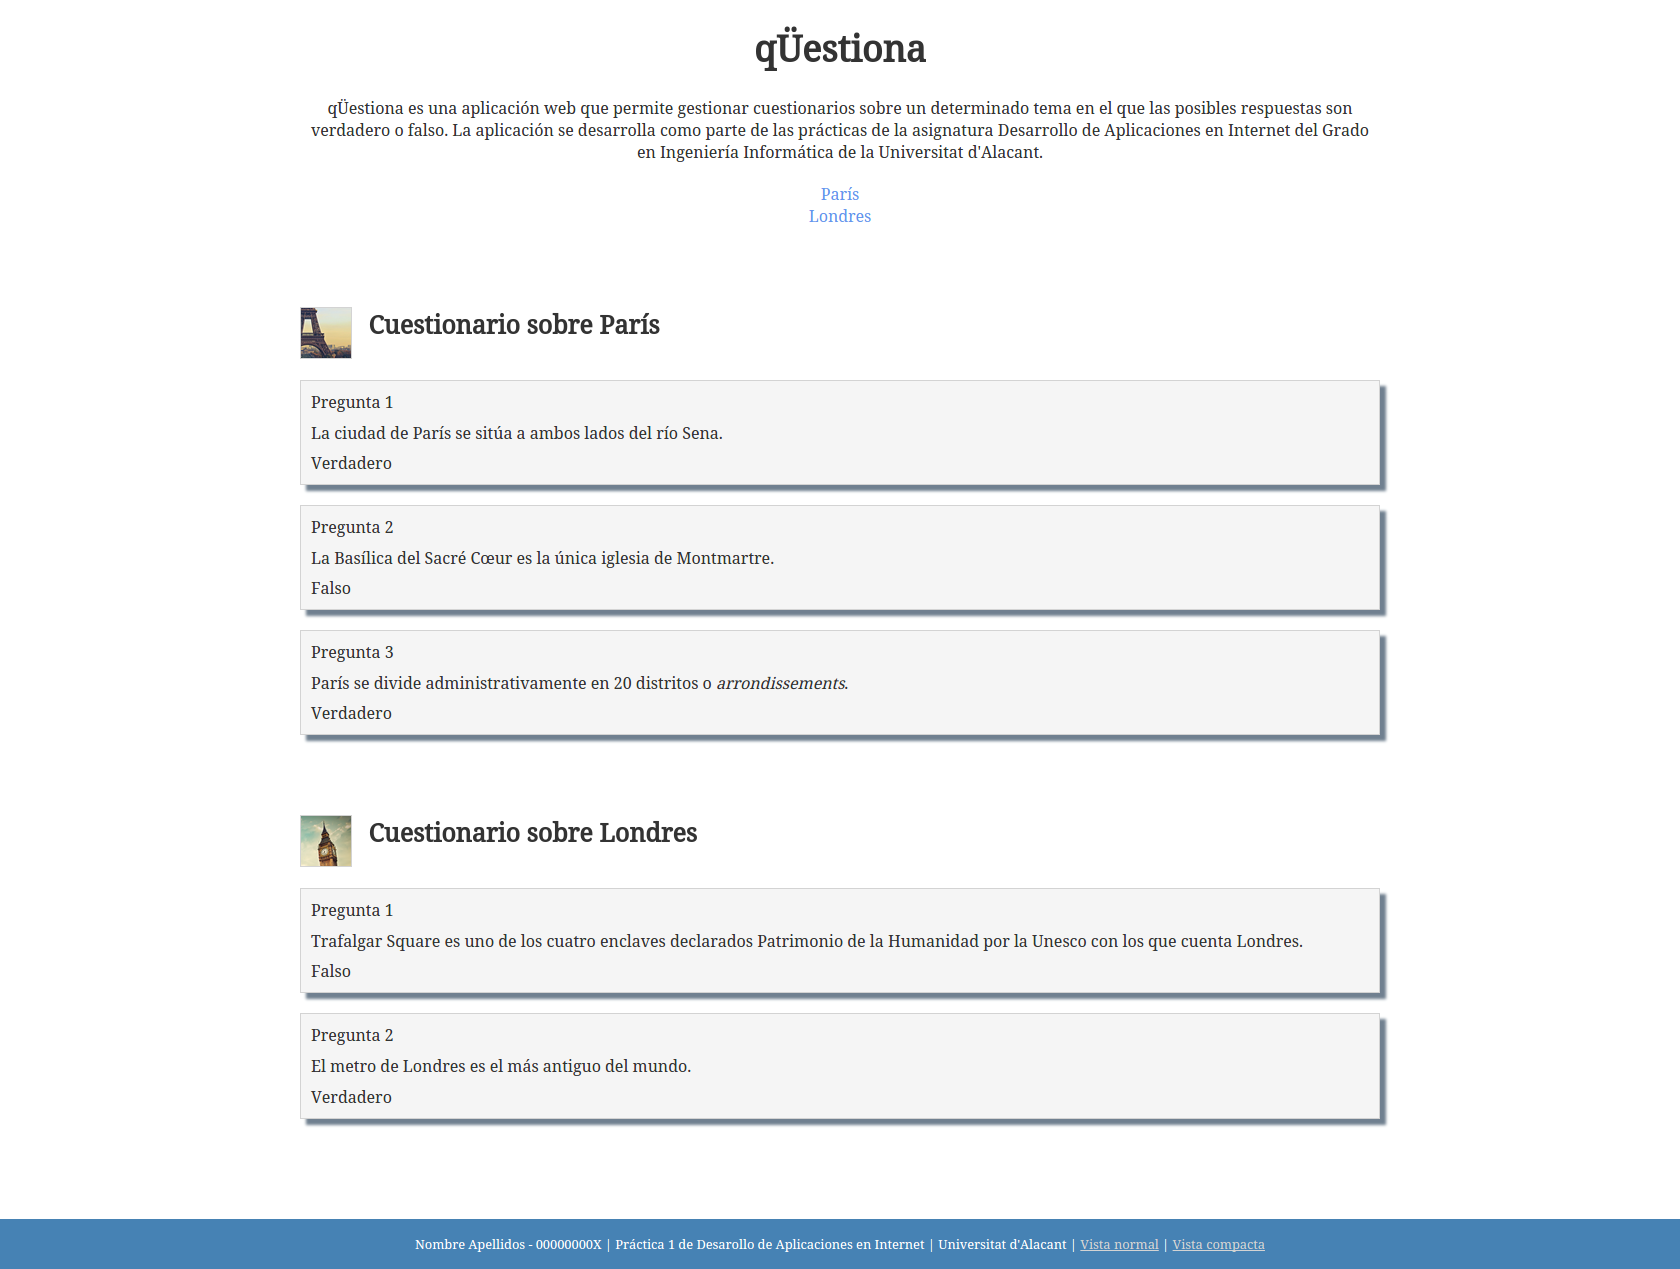 qÜestiona
qÜestiona es una aplicación web que permite gestionar cuestionarios sobre un determinado tema en el que las posibles respuestas son
verdadero o falso. La aplicación se desarrolla como parte de las prácticas de la asignatura Desarrollo de Aplicaciones en Internet del Grado
en Ingeniería Informática de la Universitat d'Alacant.
París
Londres
Cuestionario sobre París
Pregunta 1
La ciudad de París se sitúa a ambos lados del río Sena.
Verdadero
Pregunta 2
La Basílica del Sacré Cœur es la única iglesia de Montmartre.
Falso
Pregunta 3
París se divide administrativamente en 20 distritos o arrondissements.
Verdadero
Cuestionario sobre Londres
Pregunta 1
Trafalgar Square es uno de los cuatro enclaves declarados Patrimonio de la Humanidad por la Unesco con los que cuenta Londres.
Falso
Pregunta 2
El metro de Londres es el más antiguo del mundo.
Verdadero
Nombre Apellidos - 00000000X | Práctica 1 de Desarollo de Aplicaciones en Internet | Universitat d'Alacant | Vista normal | Vista compacta